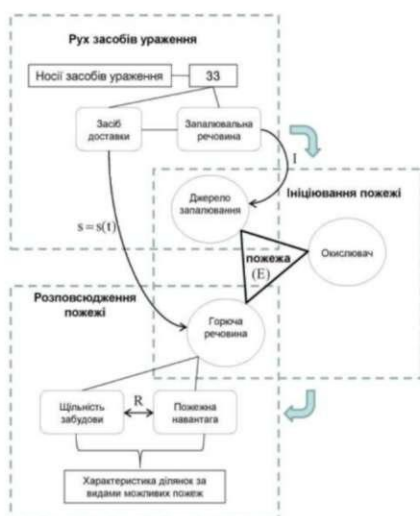 Рух засобів ураження
Носії засобів ураження
33
Засіб
доставки
Запалювальна
речовина
I
Ініціювання пожежі
Джерело
запалювання
s = s(t)
Окислювач
пожежа
(E)
Розповсюдження
пожежі
Горюча
речовина
Щільність
забудови
R
Пожежна
навантага
Характеристика ділянок за
видами можливих пожеж